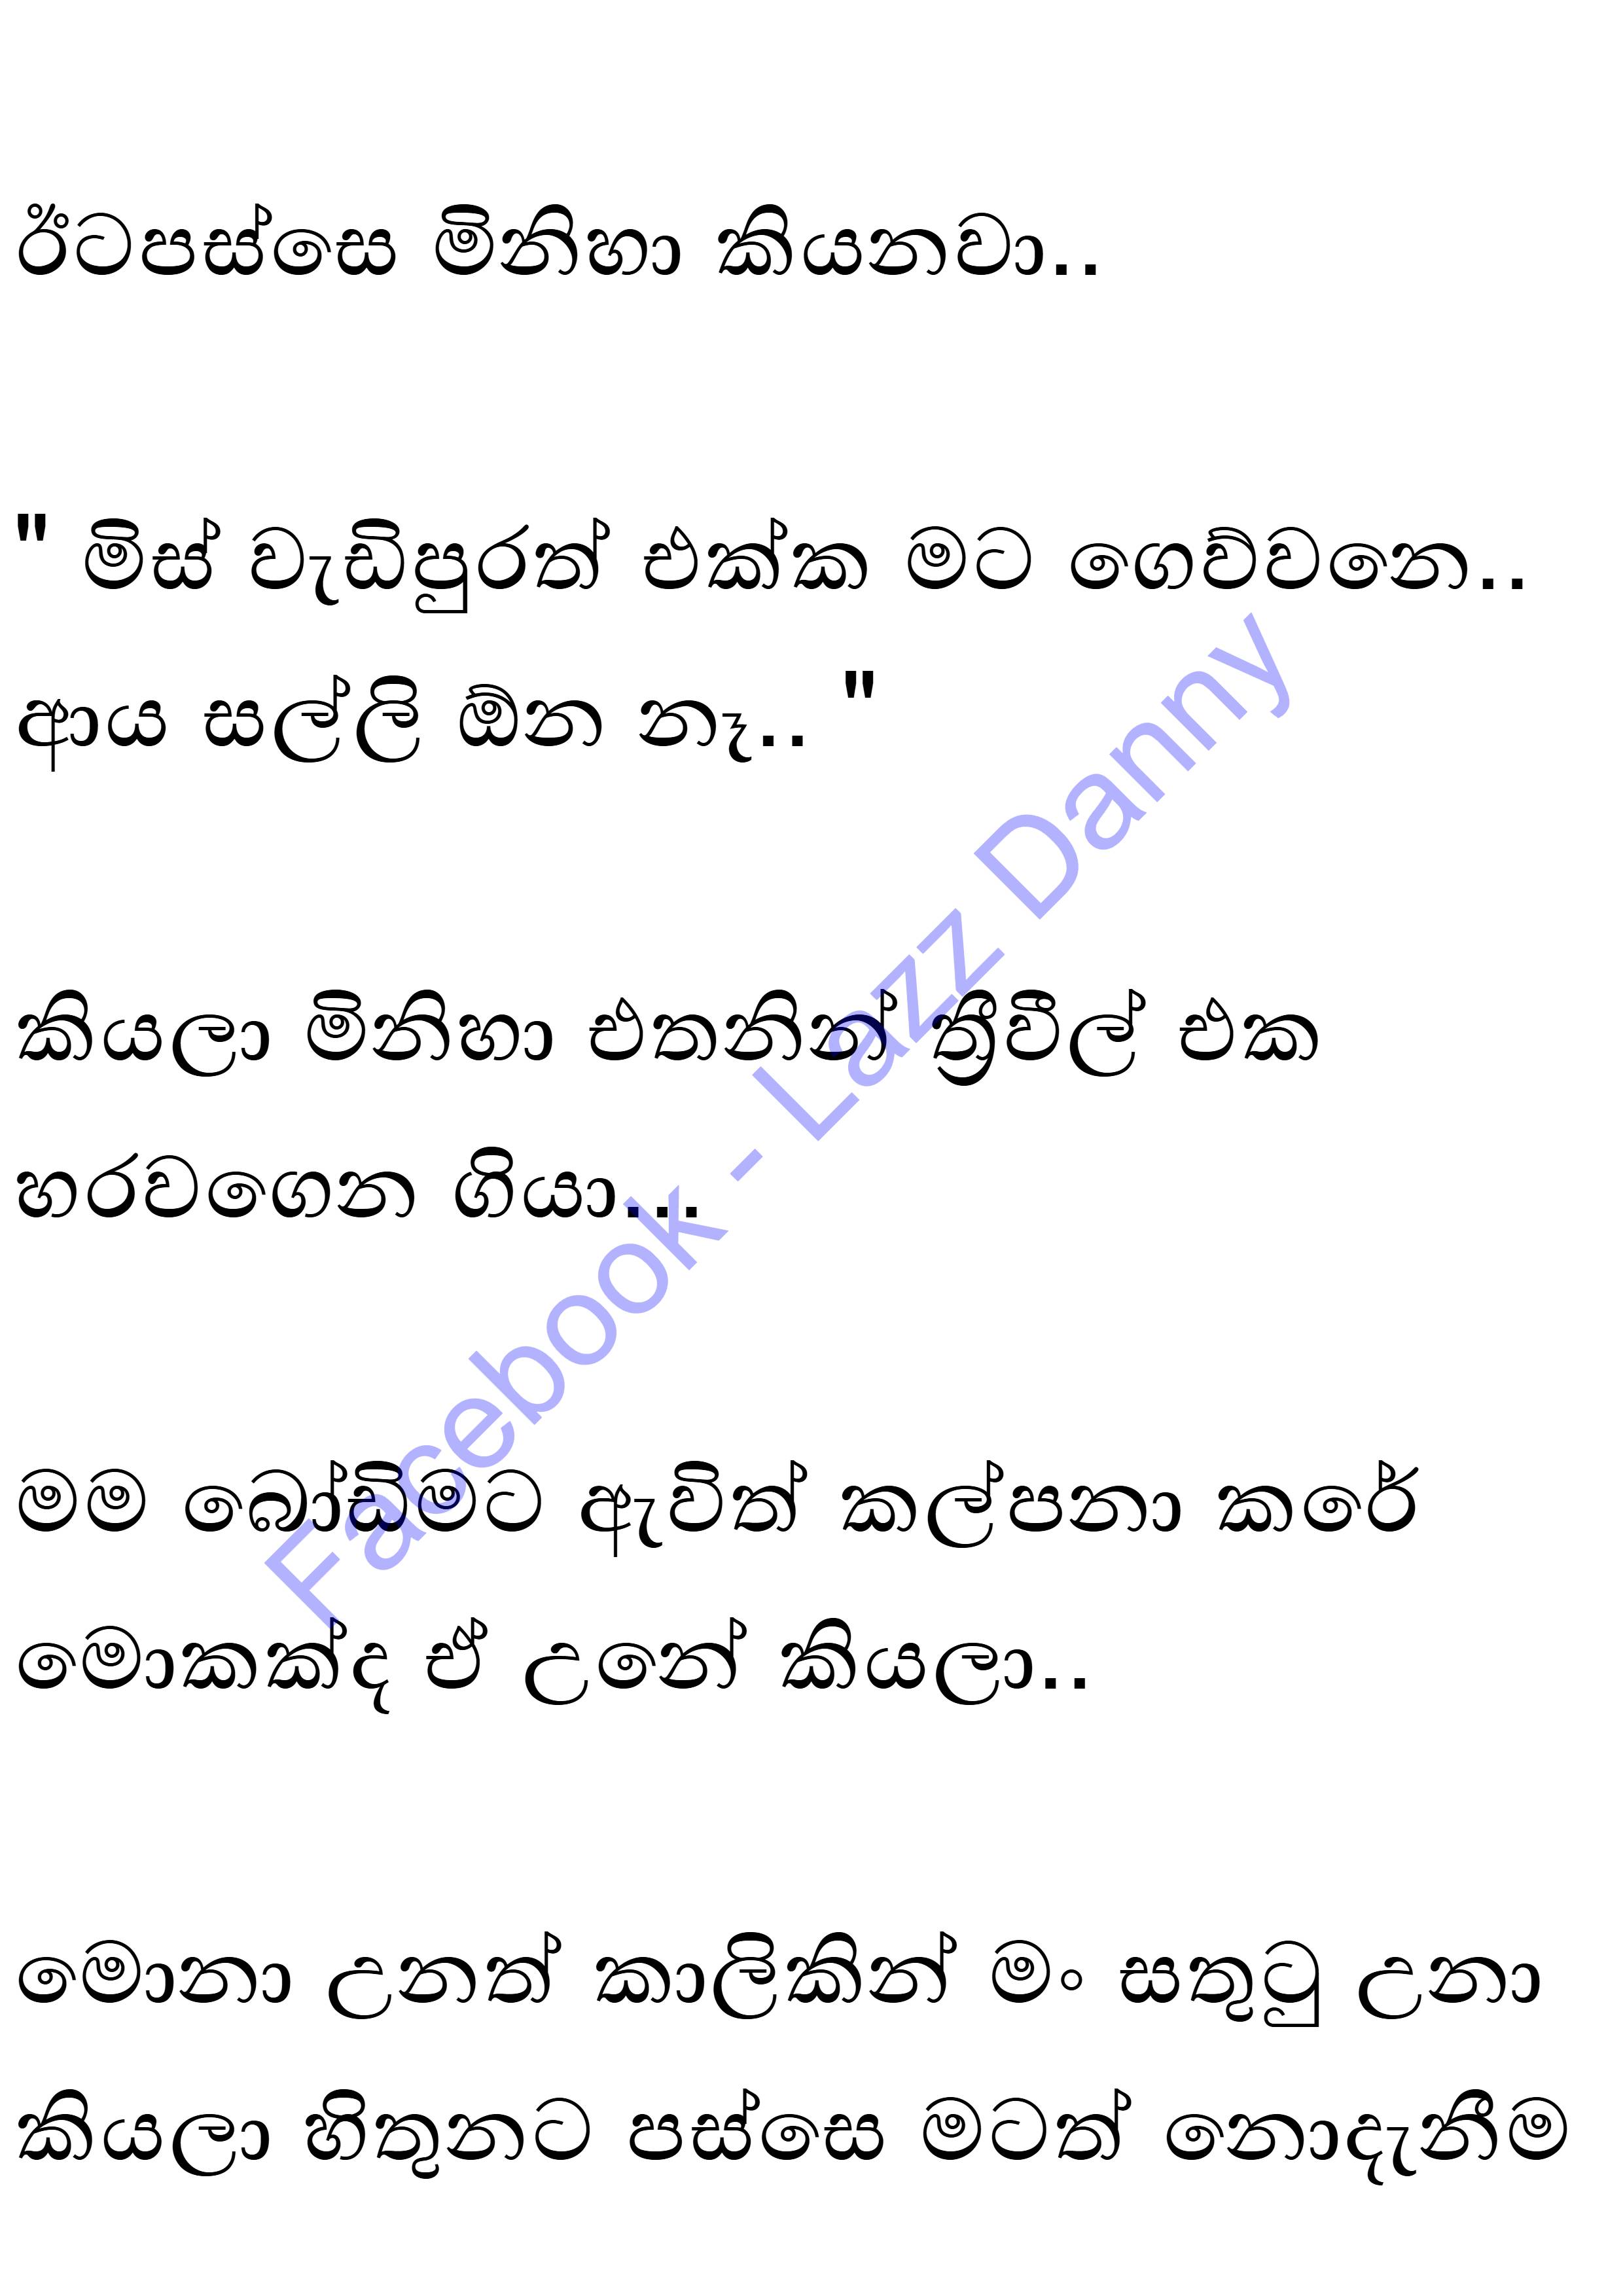 ඊටපස්සෙ මිනිහා කියනවා..
" මිස් වැඩිපුරත් එක්ක මට ගෙව්වනෙ..
ආය සල්ලි ඕන නෑ.. "
කියලා මිනිහා එතනින් ත්‍රීවීල් එක
හරවගෙන ගියා...
මම බෝඩිමට ඇවිත් කල්පනා කරේ
මොකක්ද ඒ උනේ කියලා..
මොනා උනත් කාලිකින් මං සතුටු උනා
කියලා හිතුනට පස්සෙ මටත් නොදැනීම
Facebook - Lazz Danny